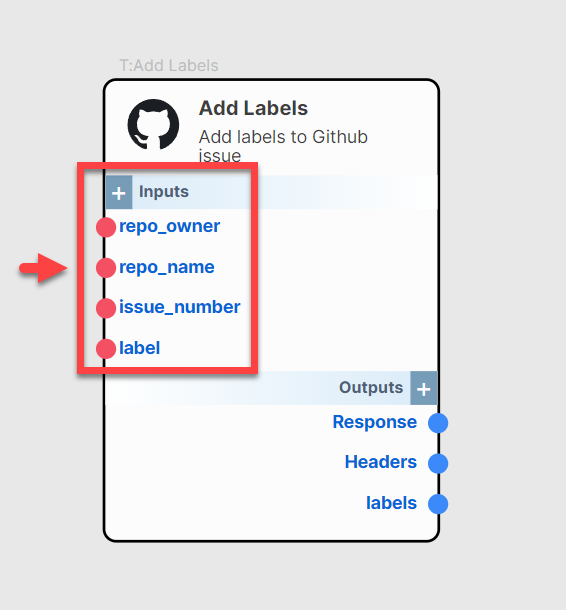 T:Add Labels
Add Labels
Add labels to Github
issue
+ Inputs
repo_owner
repo_name
issue_number
label
Outputs +
Response
Headers
labels